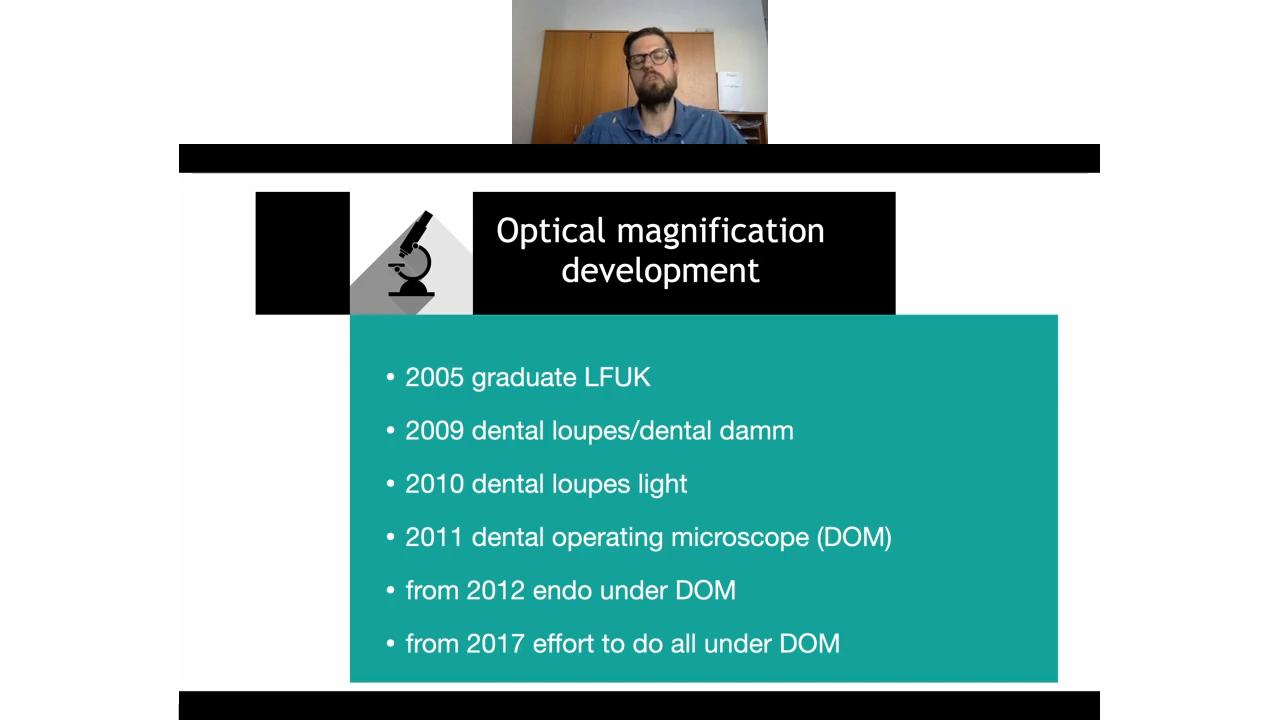 Optical magnification
development
• 2005 graduate LFUK
• 2009 dental loupes/dental damm
• 2010 dental loupes light
• 2011 dental operating microscope (DOM)
• from 2012 endo under DOM
• from 2017 effort to do all under DOM